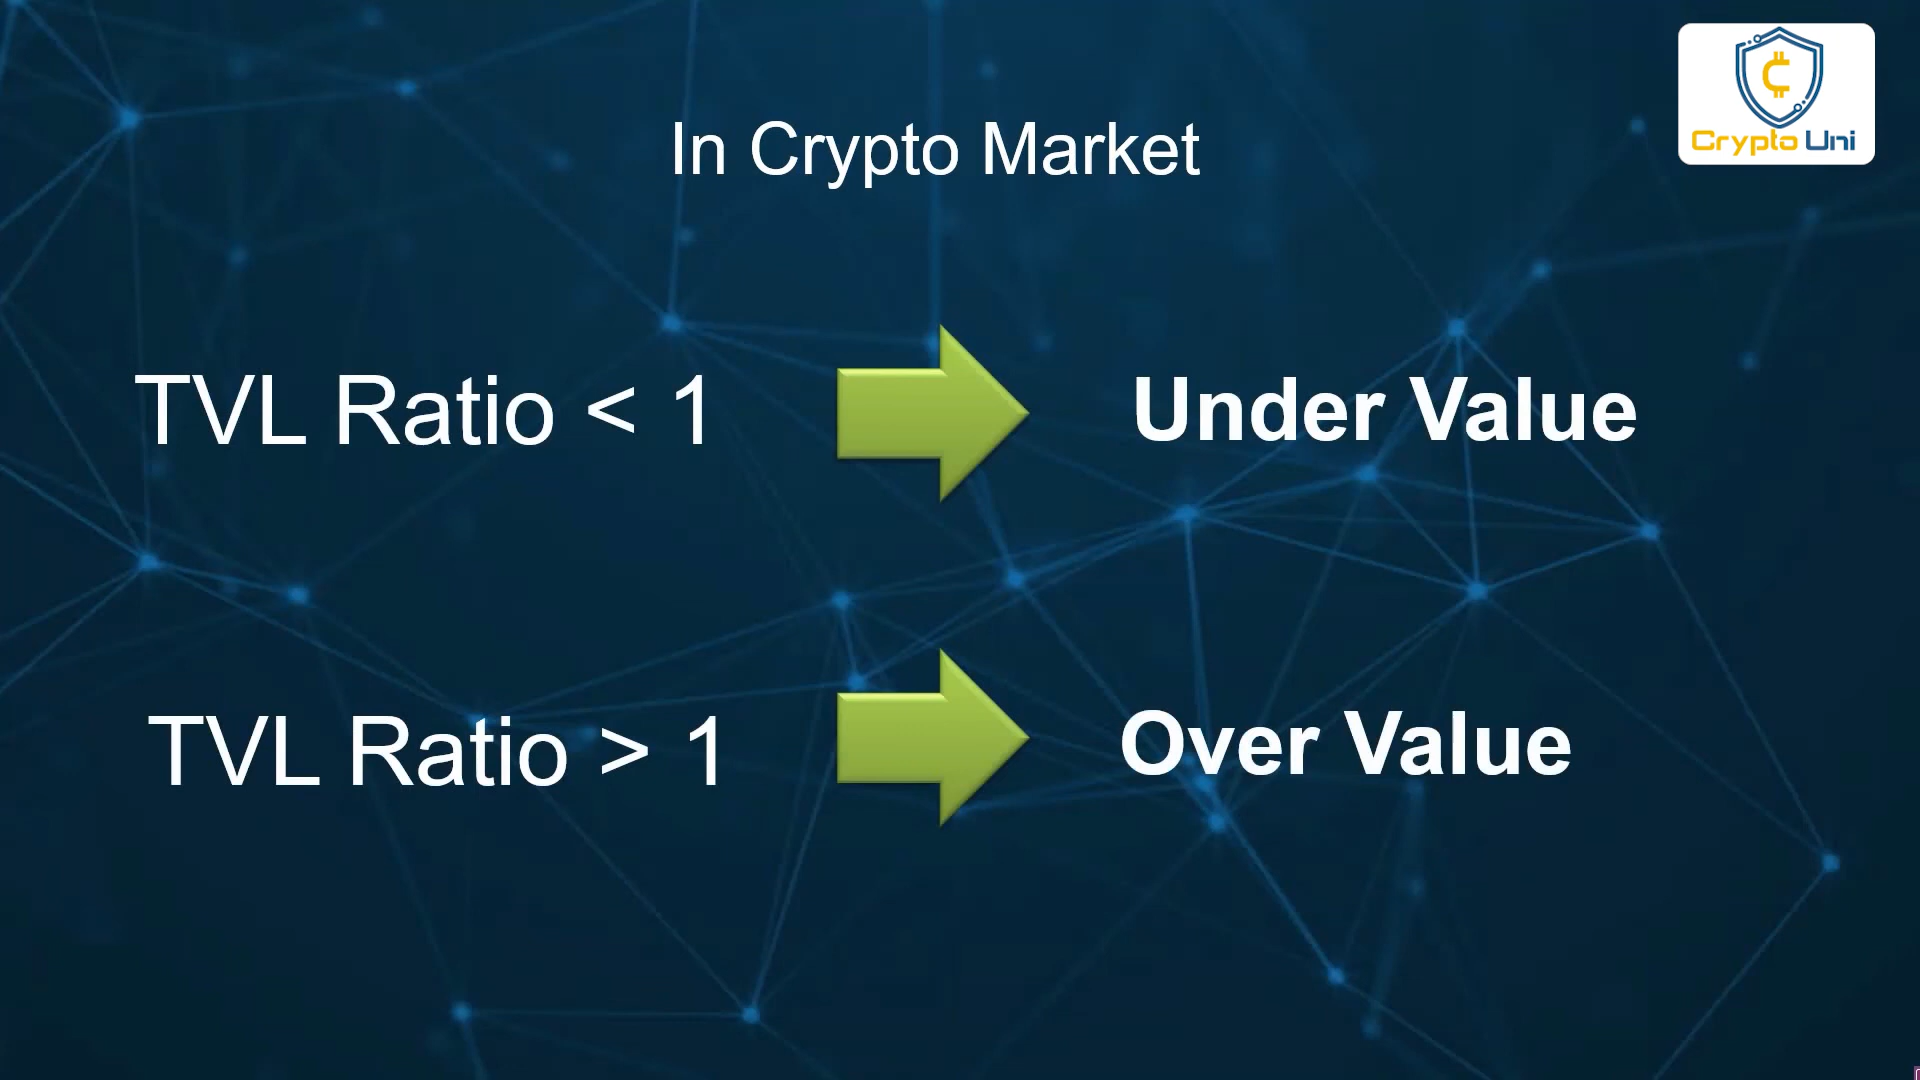 In Crypto Market
Crypto Uni
TVL Ratio < 1
Under Value
TVL Ratio > 1
Over Value